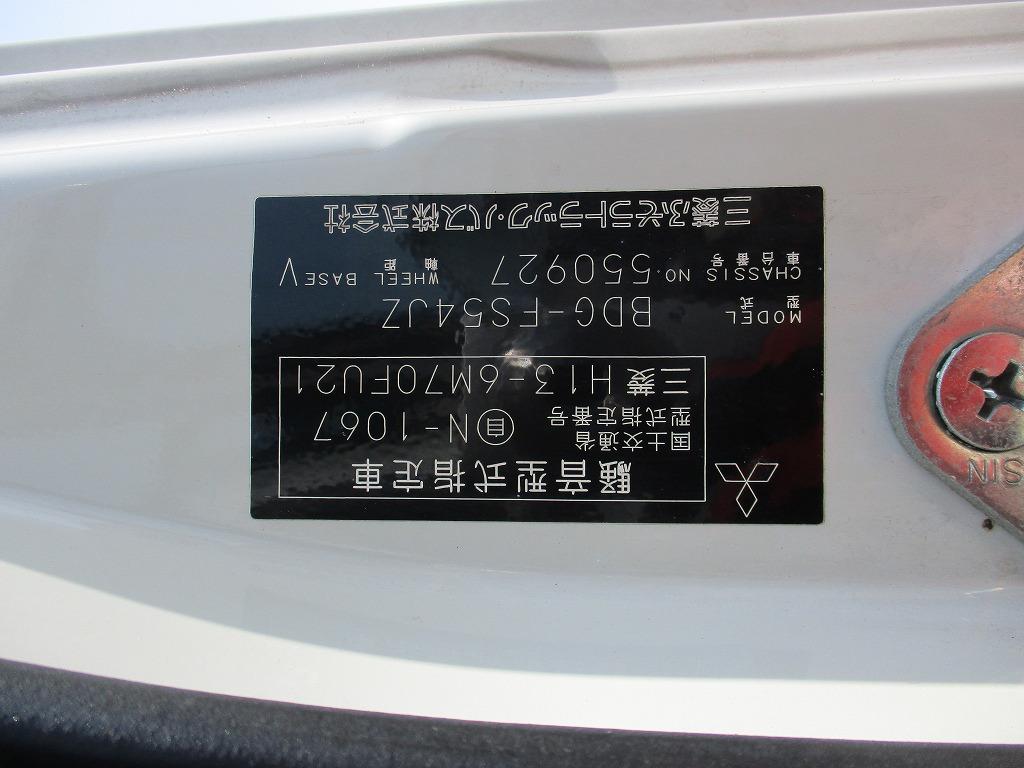 騒音型式指定車
国土交通省
型式指定番号 自 N-1067
三菱 H13-6M70FU21
MODEL
型式 BDG-FS54JZ
CHASSIS NO. 550927 WHEEL BASE V
車台番号 軸距
三菱ふそうトラック・バス株式会社
SIN